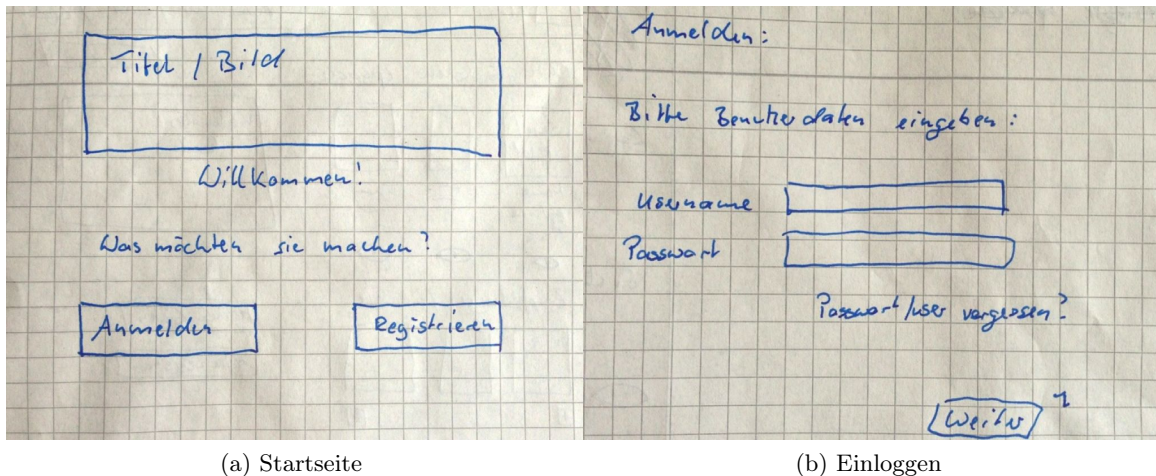 Titel / Bild
Willkommen!
Was möchten sie machen?
Anmelden
Registrieren
(a) Startseite
Anmelden:
Bitte Benutzerdaten eingeben:
Username
Passwort
Passwort/user vergessen?
Weiter
1
(b) Einloggen